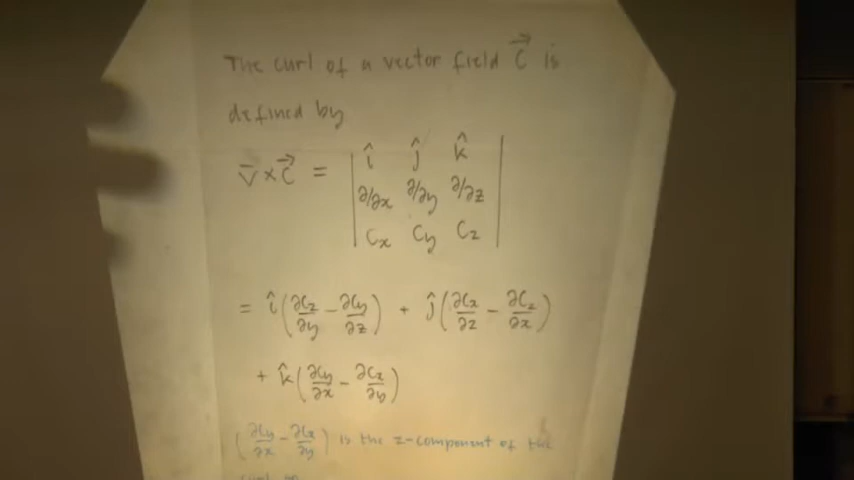 The curl of a vector field C⃗ is
defined by
∇ × C⃗ = | î ĵ k̂ |
| ∂/∂x ∂/∂y ∂/∂z |
| Cx Cy Cz |
= î (∂Cz/∂y − ∂Cy/∂z) + ĵ (∂Cx/∂z − ∂Cz/∂x)
+ k̂ (∂Cy/∂x − ∂Cx/∂y)
(∂Cy/∂x − ∂Cx/∂y) is the z-component of the